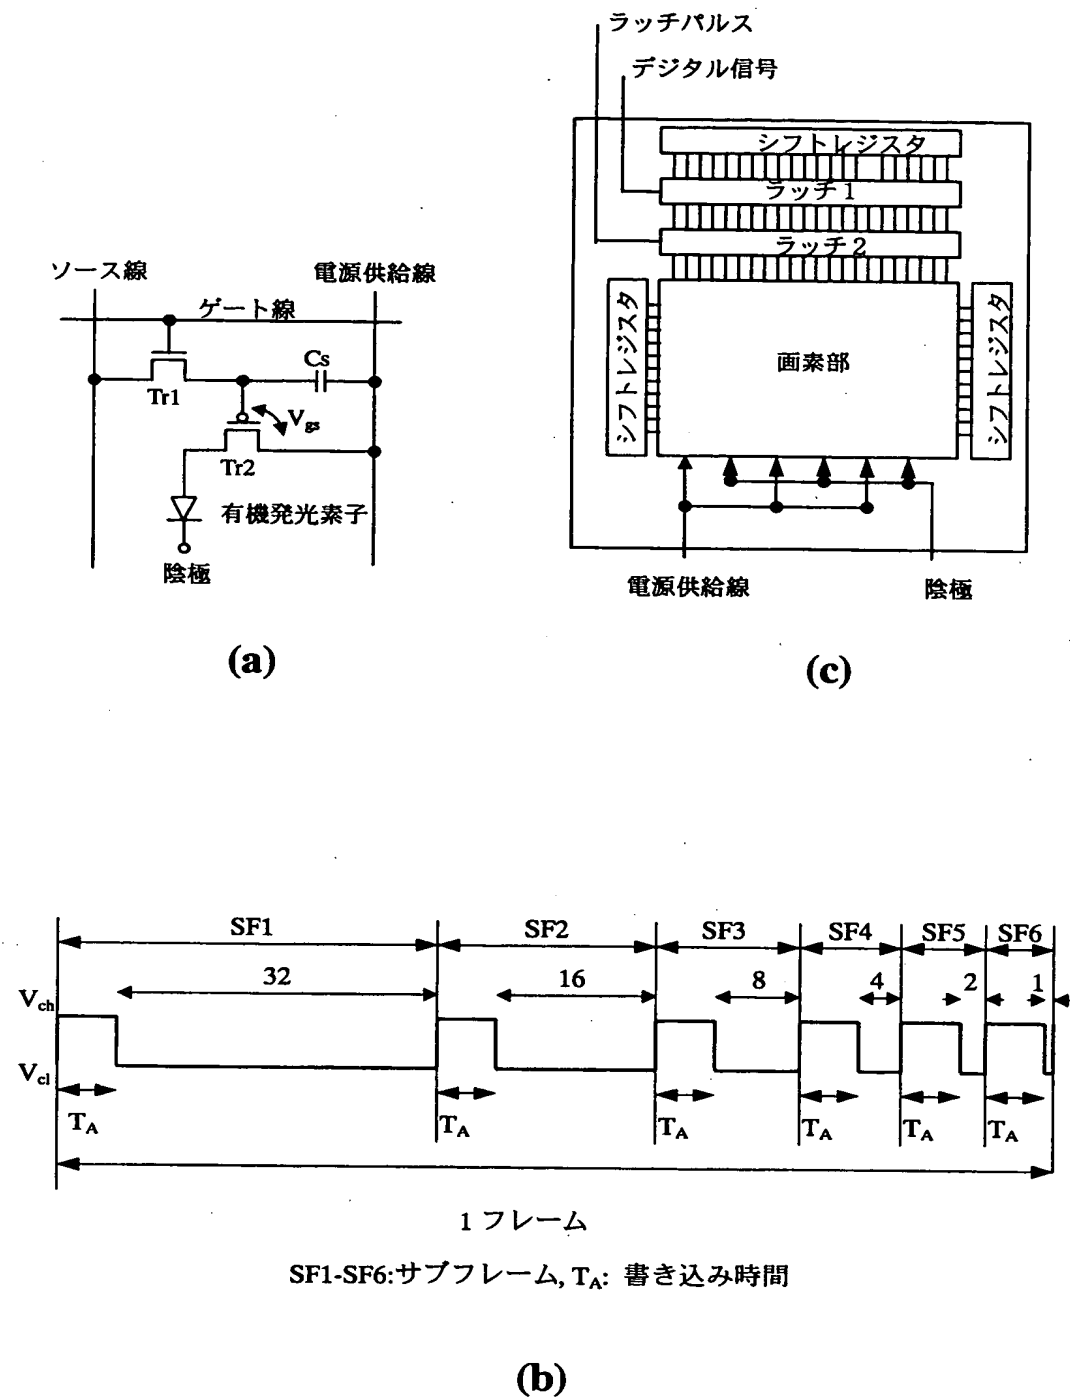 ラッチパルス
デジタル信号
シフトレジスタ
ラッチ1
ラッチ2
シフトレジスタ
画素部
シフトレジスタ
電源供給線
陰極
(c)
ソース線
電源供給線
ゲート線
Cs
Tr1
Vgs
Tr2
有機発光素子
陰極
(a)
SF1
SF2
SF3
SF4
SF5
SF6
32
16
8
4
2
1
Vch
Vcl
TA
TA
TA
TA
TA
TA
1 フレーム
SF1-SF6:サブフレーム, TA: 書き込み時間
(b)